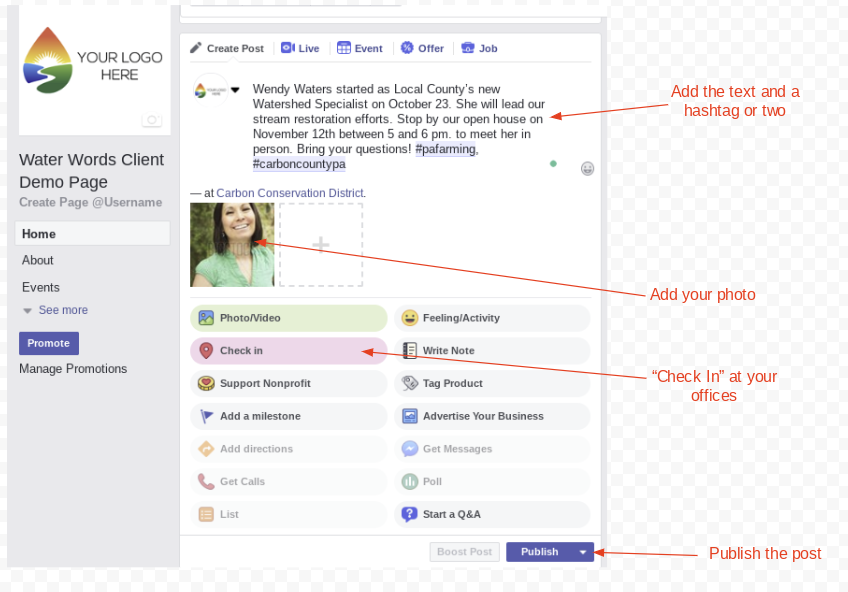 YOUR LOGO
HERE
Water Words Client
Demo Page
Create Page @Username
Home
About
Events
See more
Promote
Manage Promotions
Create Post
Live
Event
Offer
Job
Wendy Waters started as Local County’s new
Watershed Specialist on October 23. She will lead our
stream restoration efforts. Stop by our open house on
November 12th between 5 and 6 pm. to meet her in
person. Bring your questions! #pafarming,
#carboncountypa
— at Carbon Conservation District.
Photo/Video
Feeling/Activity
Check in
Write Note
Support Nonprofit
Tag Product
Add a milestone
Advertise Your Business
Add directions
Get Messages
Get Calls
Poll
List
Start a Q&A
Boost Post
Publish
Add the text and a
hashtag or two
Add your photo
“Check In” at your
offices
Publish the post